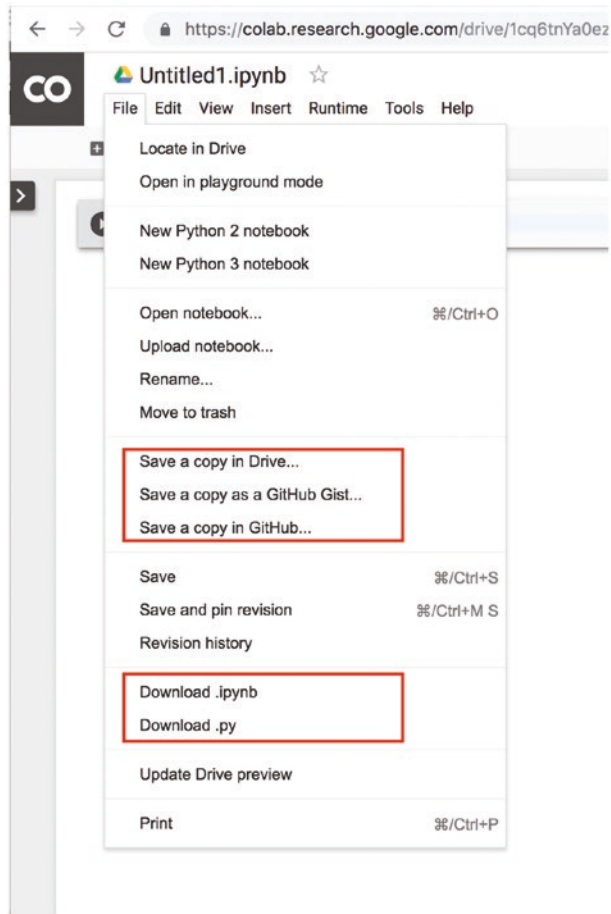 https://colab.research.google.com/drive/1cq6tnYa0ez
CO
Untitled1.ipynb
File Edit View Insert Runtime Tools Help
Locate in Drive
Open in playground mode
New Python 2 notebook
New Python 3 notebook
Open notebook... ⌘/Ctrl+O
Upload notebook...
Rename...
Move to trash
Save a copy in Drive...
Save a copy as a GitHub Gist...
Save a copy in GitHub...
Save ⌘/Ctrl+S
Save and pin revision ⌘/Ctrl+M S
Revision history
Download .ipynb
Download .py
Update Drive preview
Print ⌘/Ctrl+P